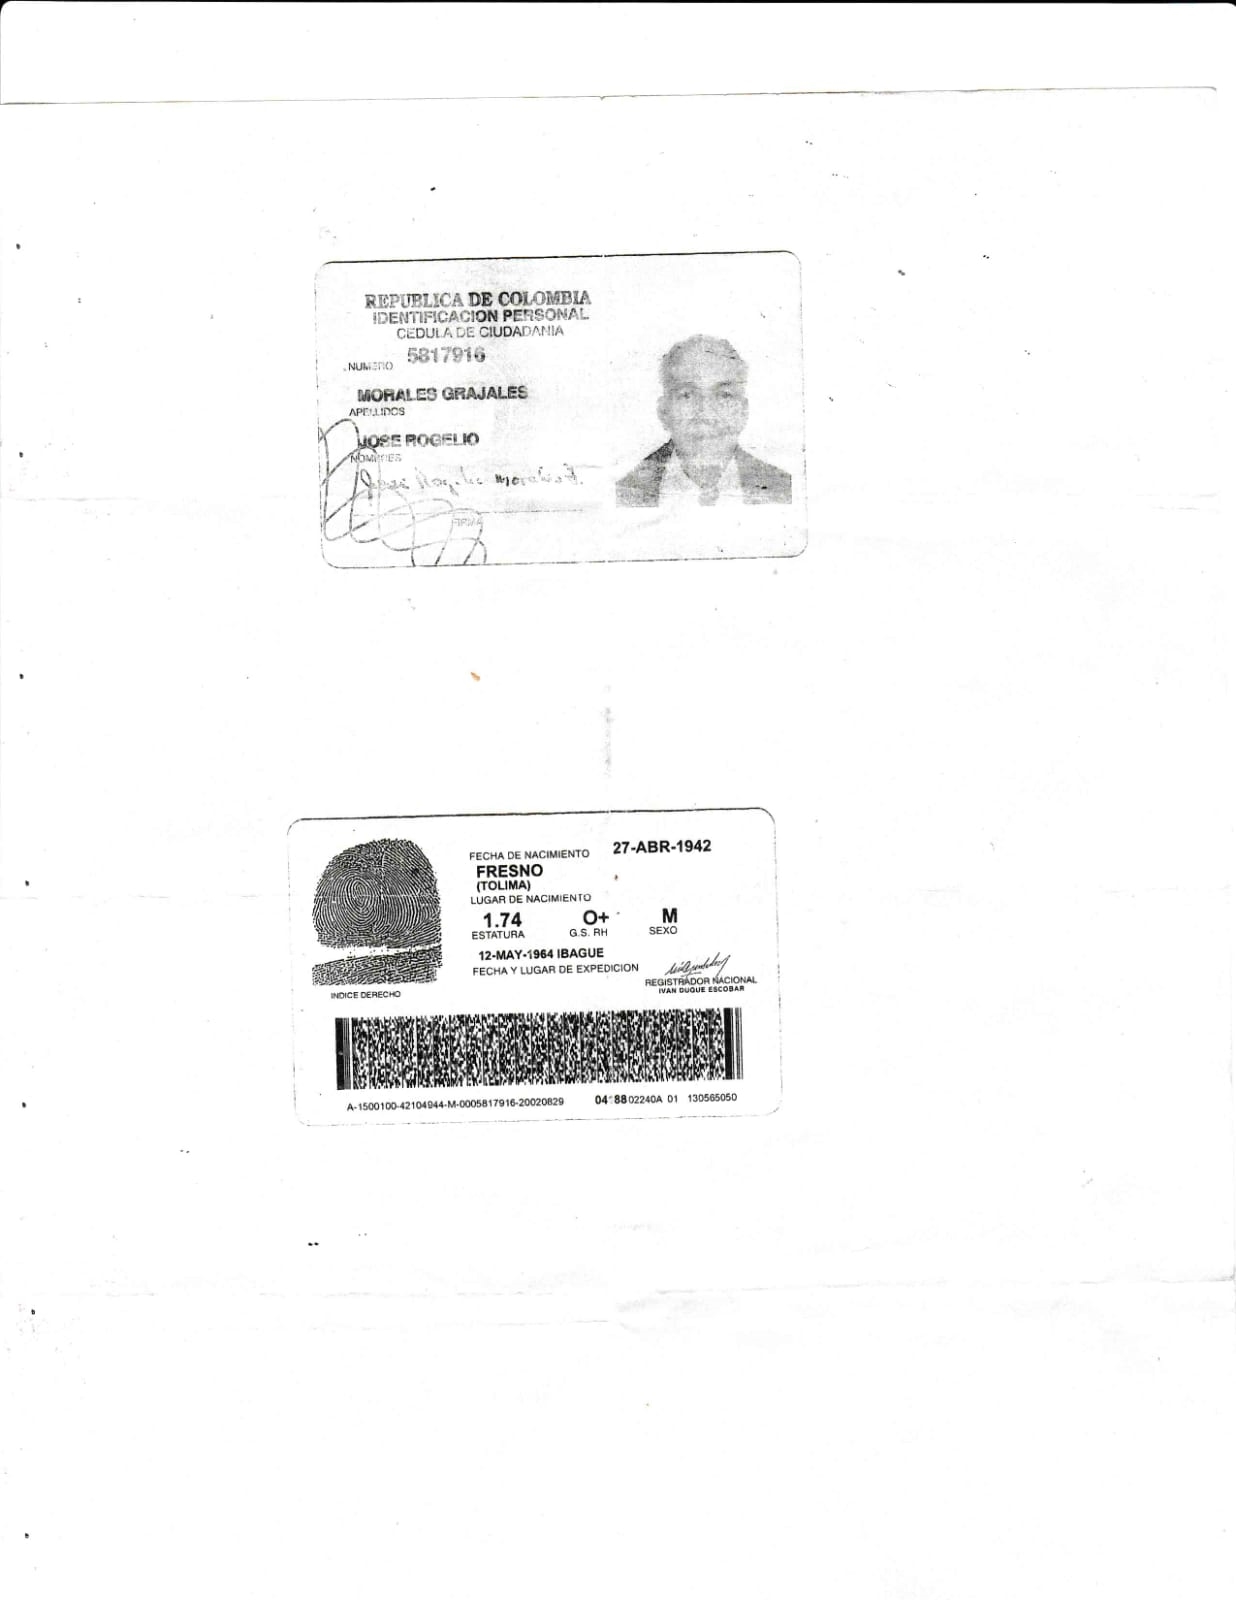 REPUBLICA DE COLOMBIA
IDENTIFICACION PERSONAL
CEDULA DE CIUDADANIA
NUMERO 5817916
MORALES GRAJALES
APELLIDOS
JOSE ROGELIO
NOMBRES
Jose Rogelio Morales G.
FIRMA
FECHA DE NACIMIENTO 27-ABR-1942
FRESNO
(TOLIMA)
LUGAR DE NACIMIENTO
1.74 O+ M
ESTATURA G.S. RH SEXO
12-MAY-1964 IBAGUE
FECHA Y LUGAR DE EXPEDICION
REGISTRADOR NACIONAL
IVAN DUQUE ESCOBAR
INDICE DERECHO
A-1500100-42104944-M-0005817916-20020829 02240A 01 130565050